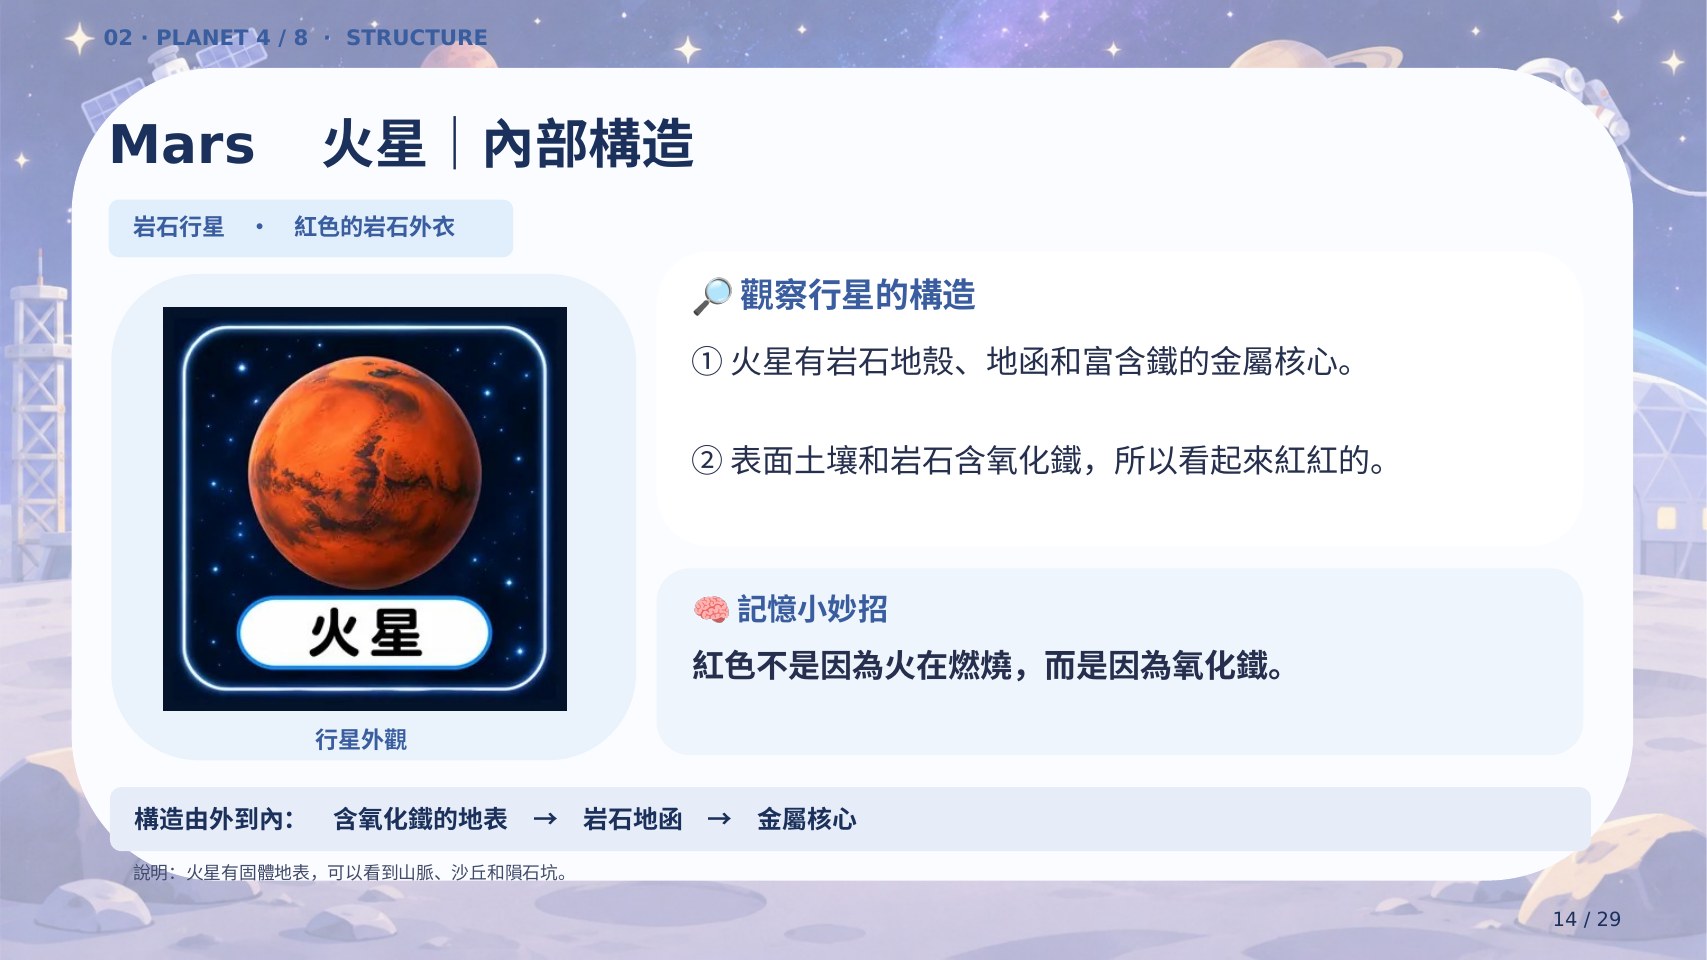 02 · PLANET 4 / 8 · STRUCTURE
Mars 火星｜內部構造
岩石行星 • 紅色的岩石外衣
火星
行星外觀
🔎 觀察行星的構造
① 火星有岩石地殼、地函和富含鐵的金屬核心。
② 表面土壤和岩石含氧化鐵，所以看起來紅紅的。
🧠 記憶小妙招
紅色不是因為火在燃燒，而是因為氧化鐵。
構造由外到內： 含氧化鐵的地表 → 岩石地函 → 金屬核心
說明：火星有固體地表，可以看到山脈、沙丘和隕石坑。
14 / 29